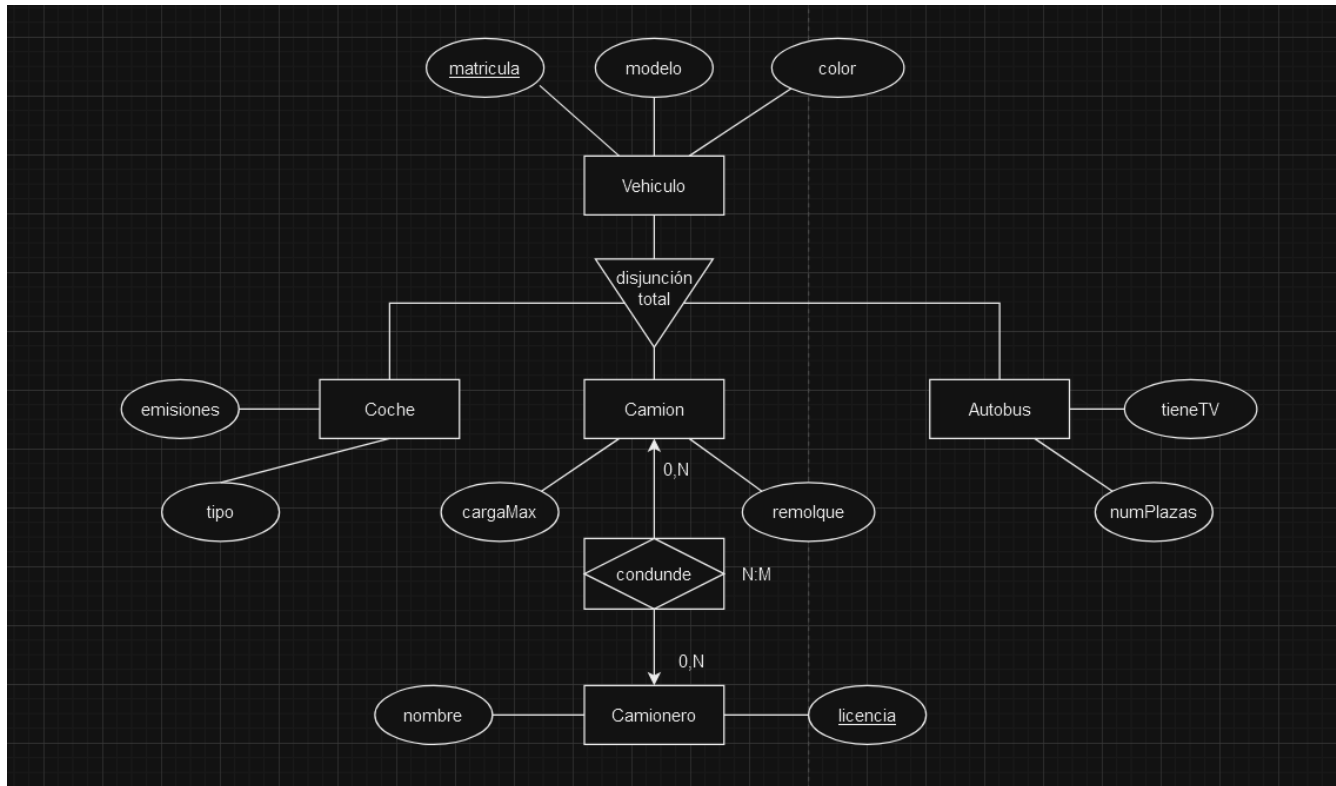 matricula
modelo
color
Vehiculo
disjunción
total
emisiones
Coche
Camion
Autobus
tieneTV
0,N
tipo
cargaMax
remolque
numPlazas
condunde
N:M
0,N
nombre
Camionero
licencia